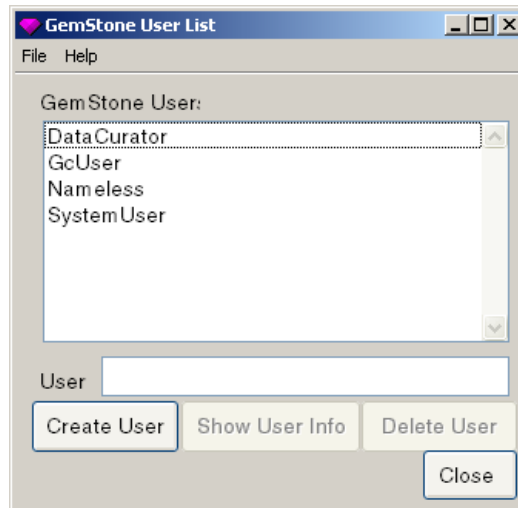 GemStone User List
File Help
GemStone User:
DataCurator
GcUser
Nameless
SystemUser
User
Create User Show User Info Delete User
Close